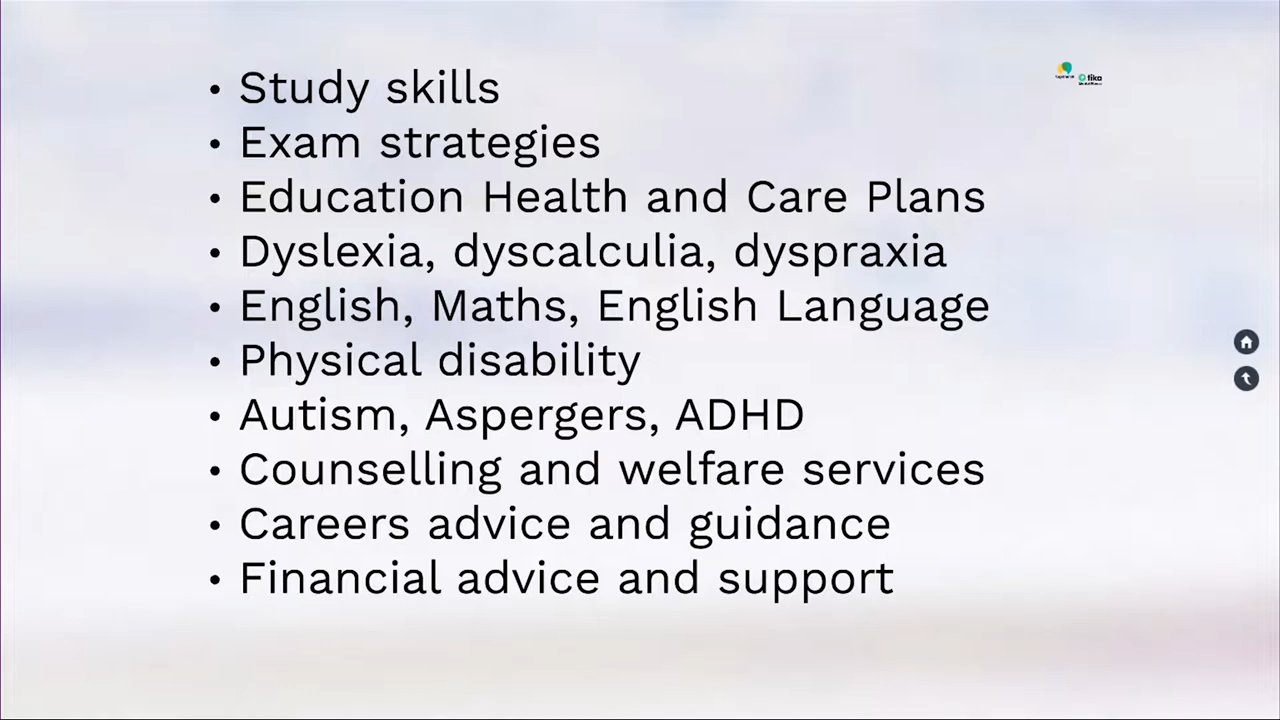 • Study skills
• Exam strategies
• Education Health and Care Plans
• Dyslexia, dyscalculia, dyspraxia
• English, Maths, English Language
• Physical disability
• Autism, Aspergers, ADHD
• Counselling and welfare services
• Careers advice and guidance
• Financial advice and support
fika